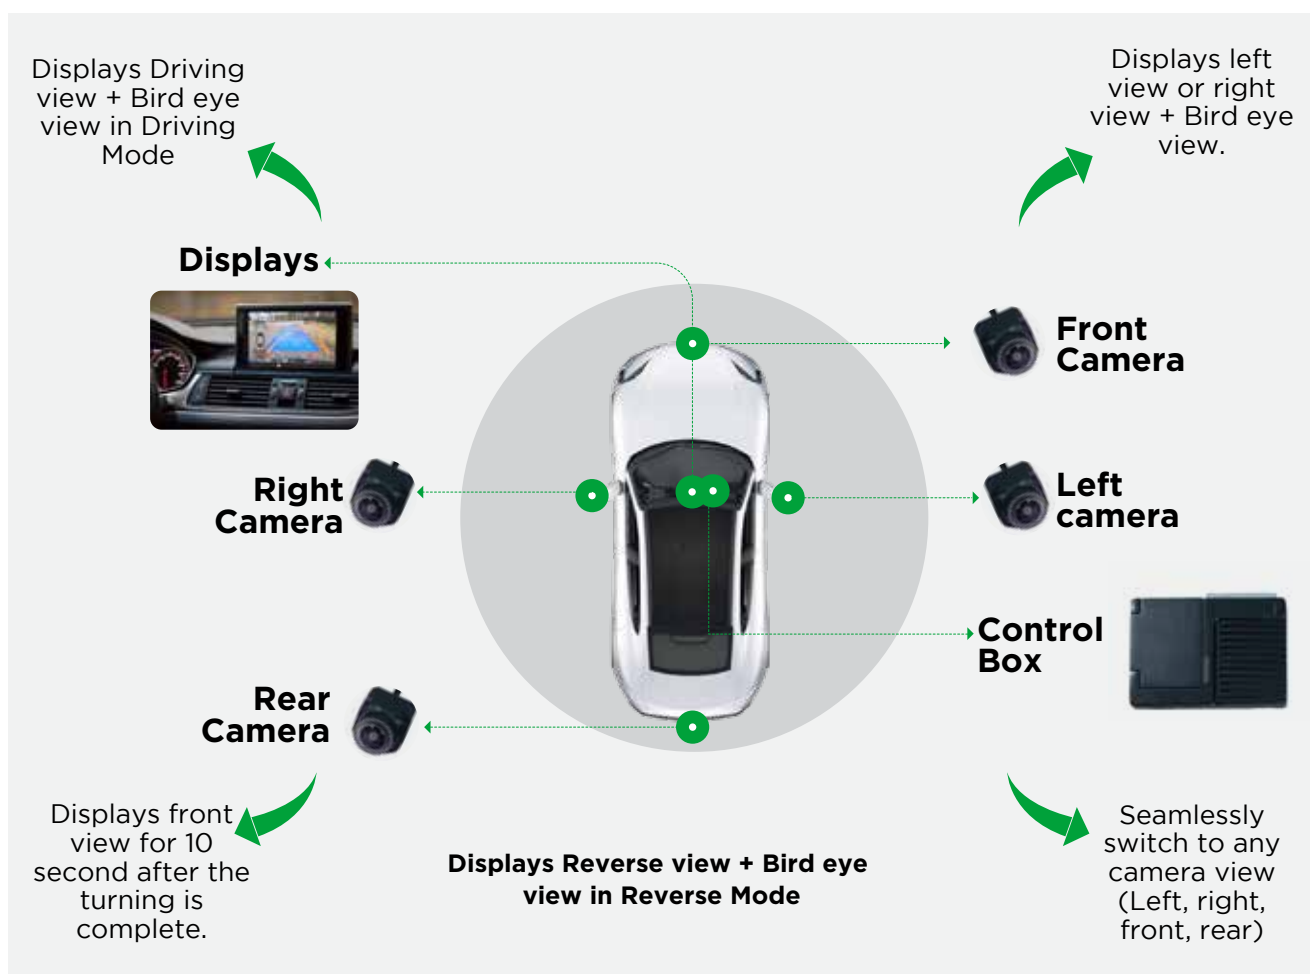 Displays Driving
view + Bird eye
view in Driving
Mode
Displays left
view or right
view + Bird eye
view.
Displays
Front
Camera
Right
Camera
Left
camera
Control
Box
Rear
Camera
Displays front
view for 10
second after the
turning is
complete.
Displays Reverse view + Bird eye
view in Reverse Mode
Seamlessly
switch to any
camera view
(Left, right,
front, rear)